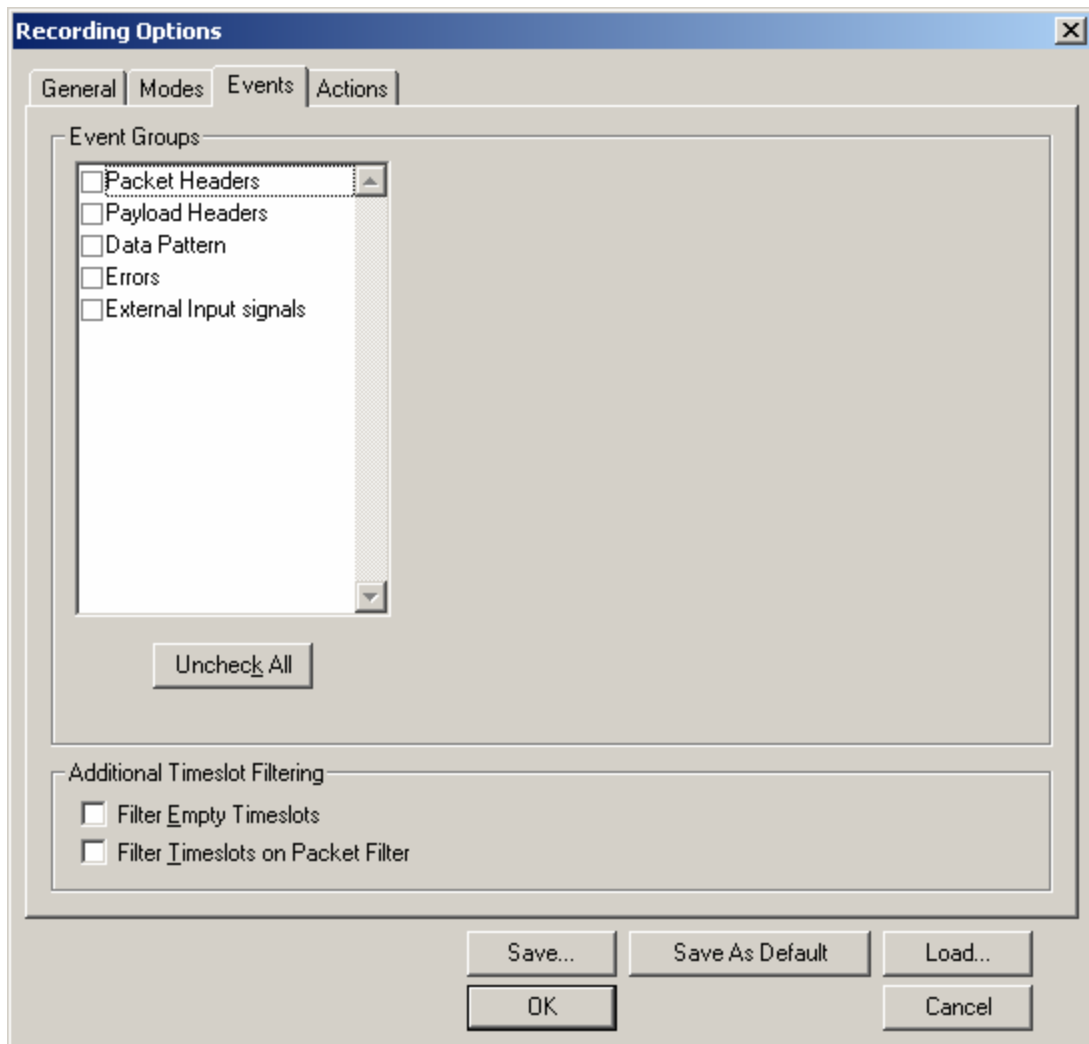 Recording Options
General Modes Events Actions
Event Groups
Packet Headers
Payload Headers
Data Pattern
Errors
External Input signals
Uncheck All
Additional Timeslot Filtering
Filter Empty Timeslots
Filter Timeslots on Packet Filter
Save... Save As Default Load...
OK Cancel